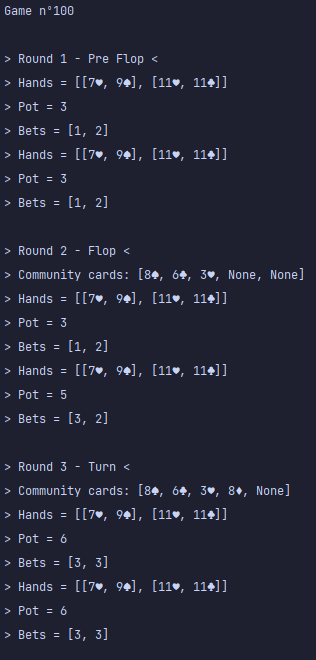 Game n°100
> Round 1 - Pre Flop <
> Hands = [[7♥, 9♠], [11♥, 11♣]]
> Pot = 3
> Bets = [1, 2]
> Hands = [[7♥, 9♠], [11♥, 11♣]]
> Pot = 3
> Bets = [1, 2]
> Round 2 - Flop <
> Community cards: [8♠, 6♣, 3♥, None, None]
> Hands = [[7♥, 9♠], [11♥, 11♣]]
> Pot = 3
> Bets = [1, 2]
> Hands = [[7♥, 9♠], [11♥, 11♣]]
> Pot = 5
> Bets = [3, 2]
> Round 3 - Turn <
> Community cards: [8♠, 6♣, 3♥, 8♦, None]
> Hands = [[7♥, 9♠], [11♥, 11♣]]
> Pot = 6
> Bets = [3, 3]
> Hands = [[7♥, 9♠], [11♥, 11♣]]
> Pot = 6
> Bets = [3, 3]